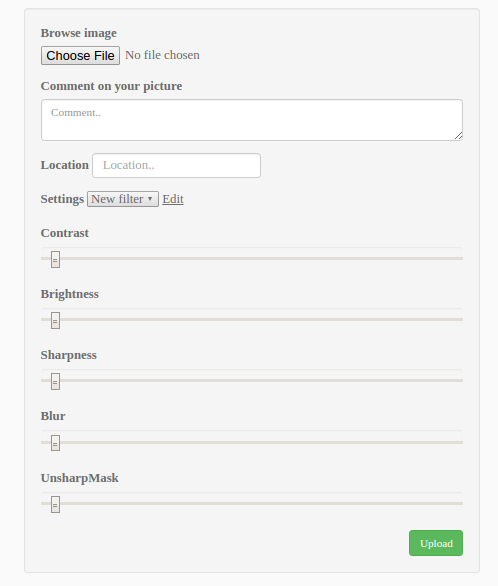 Browse image
Choose File No file chosen
Comment on your picture
Comment..
Location Location..
Settings New filter Edit
Contrast
Brightness
Sharpness
Blur
UnsharpMask
Upload